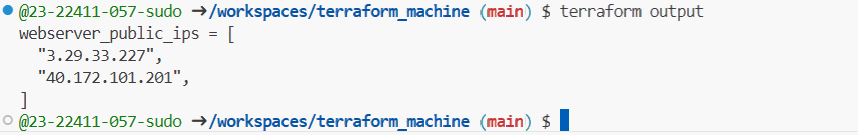 @23-22411-057-sudo →/workspaces/terraform_machine (main) $ terraform output
webserver_public_ips = [
  "3.29.33.227",
  "40.172.101.201",
]
@23-22411-057-sudo →/workspaces/terraform_machine (main) $